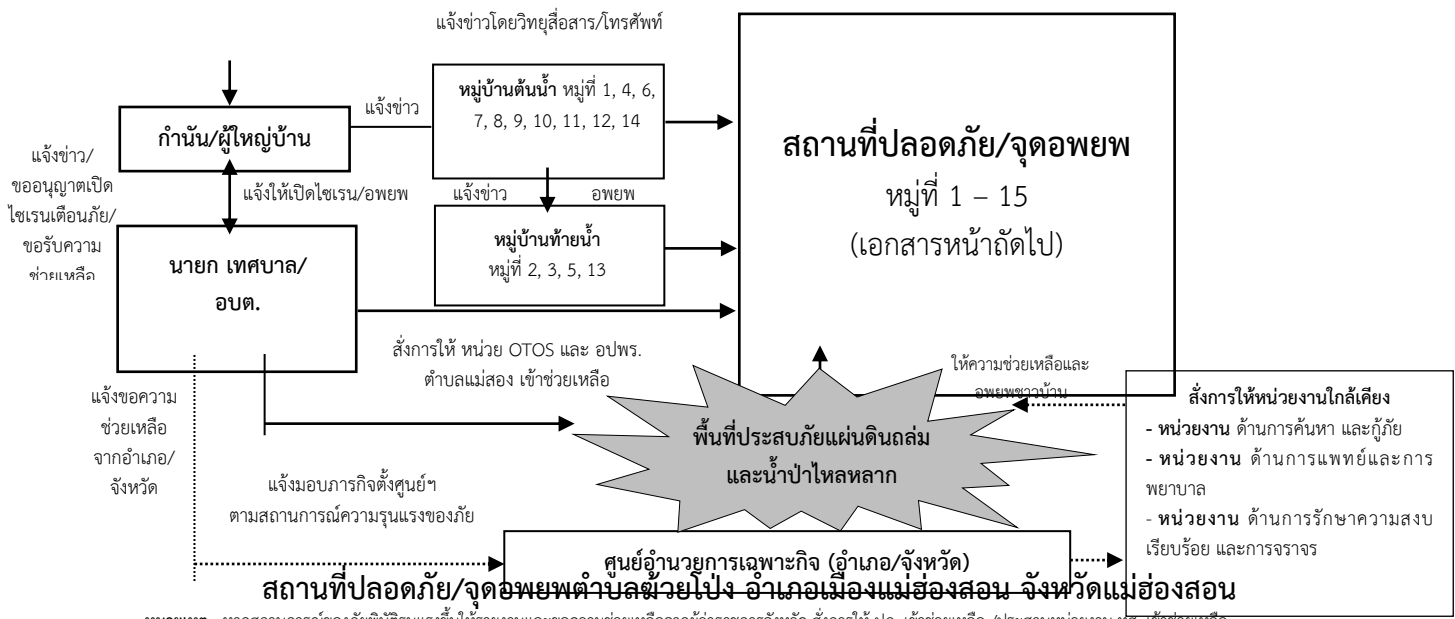 แจ้งข่าวโดยวิทยุสื่อสาร/โทรศัพท์
กำนัน/ผู้ใหญ่บ้าน
แจ้งข่าว
หมู่บ้านต้นน้ำ หมู่ที่ 1, 4, 6,
7, 8, 9, 10, 11, 12, 14
สถานที่ปลอดภัย/จุดอพยพ
หมู่ที่ 1 – 15
(เอกสารหน้าถัดไป)
แจ้งข่าว/
ขออนุญาตเปิด
ไซเรนเตือนภัย/
ขอรับความ
ช่วยเหลือ
แจ้งให้เปิดไซเรน/อพยพ
แจ้งข่าว
อพยพ
หมู่บ้านท้ายน้ำ
หมู่ที่ 2, 3, 5, 13
นายก เทศบาล/
อบต.
สั่งการให้ หน่วย OTOS และ อปพร.
ตำบลแม่สอง เข้าช่วยเหลือ
ให้ความช่วยเหลือและ
อพยพชาวบ้าน
แจ้งขอความ
ช่วยเหลือ
จากอำเภอ/
จังหวัด
พื้นที่ประสบภัยแผ่นดินถล่ม
และน้ำป่าไหลหลาก
สั่งการให้หน่วยงานใกล้เคียง
- หน่วยงาน ด้านการค้นหา และกู้ภัย
- หน่วยงาน ด้านการแพทย์และการ
พยาบาล
- หน่วยงาน ด้านการรักษาความสงบ
เรียบร้อย และการจราจร
แจ้งมอบภารกิจตั้งศูนย์ฯ
ตามสถานการณ์ความรุนแรงของภัย
ศูนย์อำนวยการเฉพาะกิจ (อำเภอ/จังหวัด)
สถานที่ปลอดภัย/จุดอพยพตำบลฆ้วยโป่ง อำเภอเมืองแม่ฮ่องสอน จังหวัดแม่ฮ่องสอน